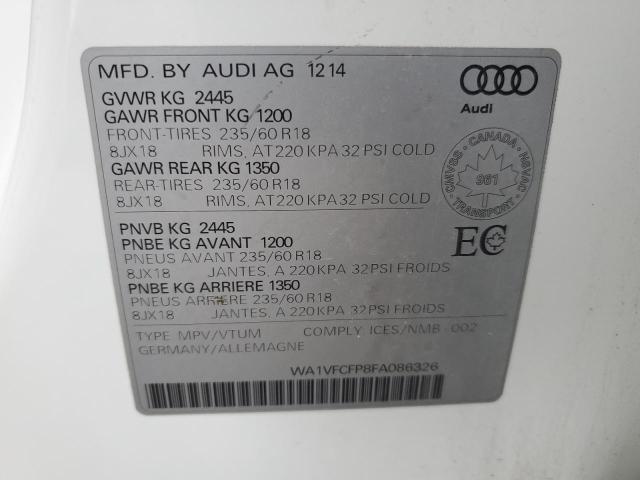 MFD. BY AUDI AG 12 14
Audi
GVWR KG 2445
GAWR FRONT KG 1200
FRONT-TIRES 235/60 R18
8JX18 RIMS, AT 220 KPA 32 PSI COLD
GAWR REAR KG 1350
REAR-TIRES 235/60 R18
8JX18 RIMS, AT 220 KPA 32 PSI COLD
CANADA
CMVSS NSVAC
961
TRANSPORT
PNVB KG 2445
PNBE KG AVANT 1200
PNEUS AVANT 235/60 R18
8JX18 JANTES, A 220 KPA 32 PSI FROIDS
PNBE KG ARRIERE 1350
PNEUS ARRIERE 235/60 R18
8JX18 JANTES, A 220 KPA 32 PSI FROIDS
EC
TYPE MPV/VTUM COMPLY ICES/NMB-002
GERMANY/ALLEMAGNE
WA1VFCFP8FA086326